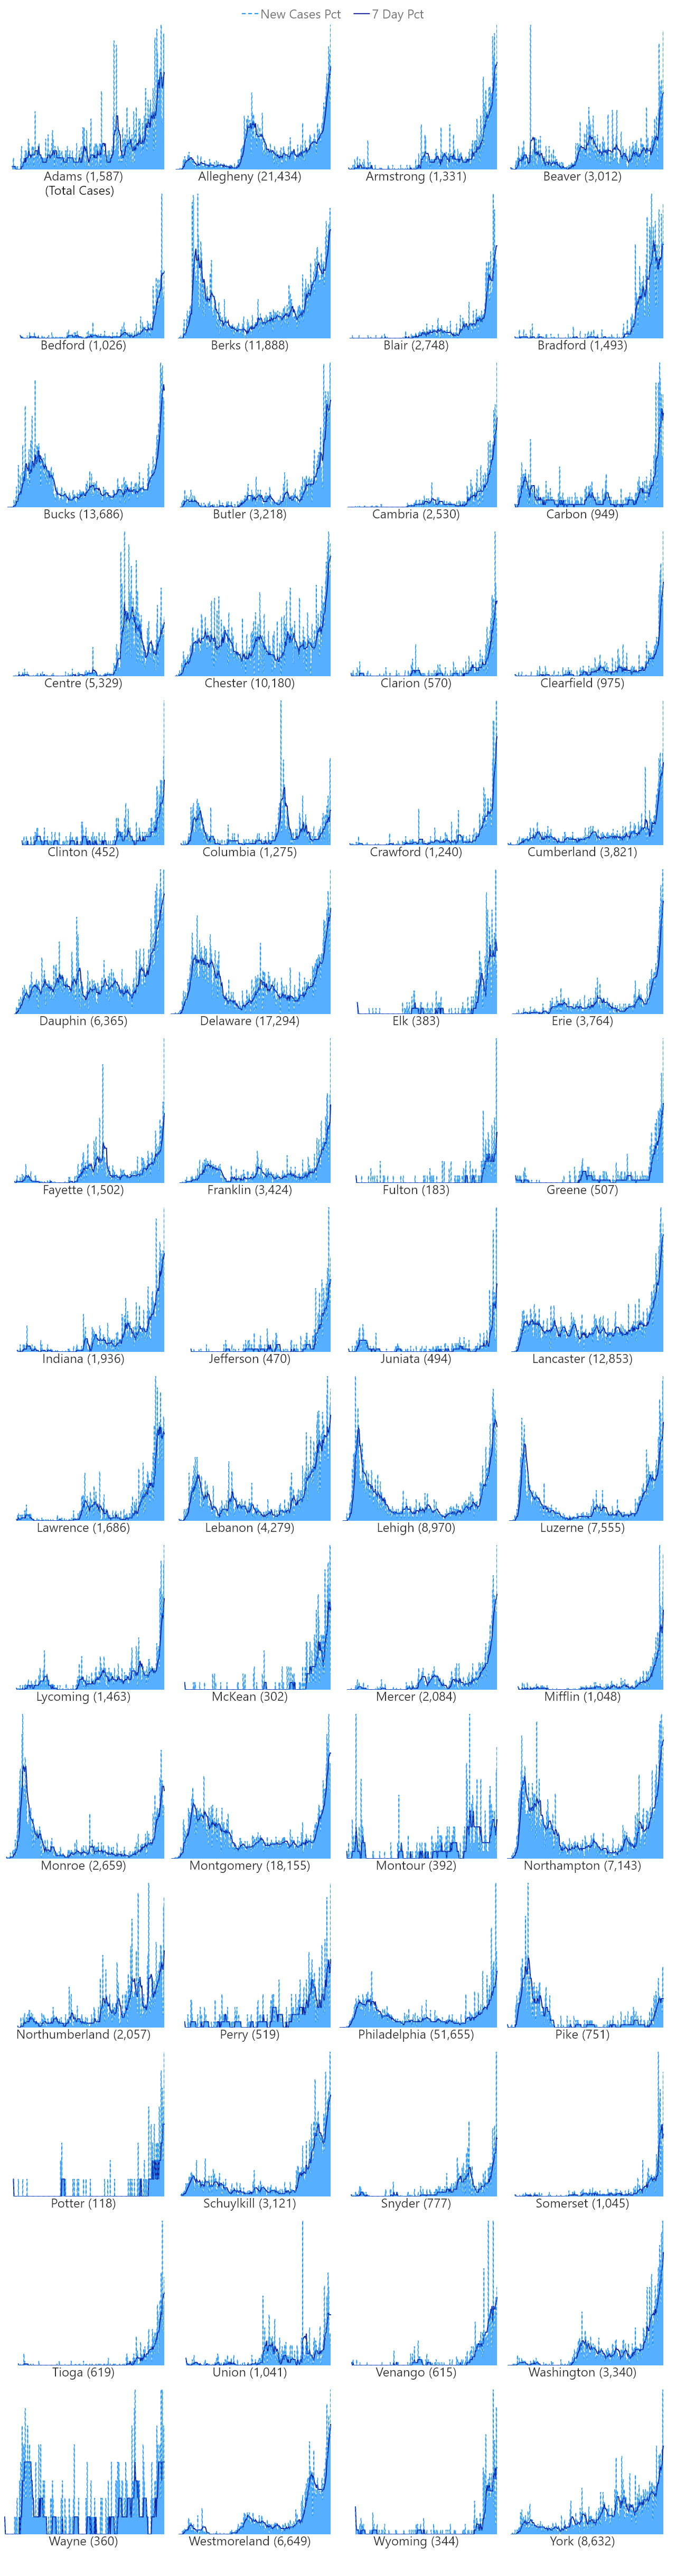 New Cases Pct 7 Day Pct
Adams (1,587) Allegheny (21,434) Armstrong (1,331) Beaver (3,012)
(Total Cases)
Bedford (1,026) Berks (11,888) Blair (2,748) Bradford (1,493)
Bucks (13,686) Butler (3,218) Cambria (2,530) Carbon (949)
Centre (5,329) Chester (10,180) Clarion (570) Clearfield (975)
Clinton (452) Columbia (1,275) Crawford (1,240) Cumberland (3,821)
Dauphin (6,365) Delaware (17,294) Elk (383) Erie (3,764)
Fayette (1,502) Franklin (3,424) Fulton (183) Greene (507)
Indiana (1,936) Jefferson (470) Juniata (494) Lancaster (12,853)
Lawrence (1,686) Lebanon (4,279) Lehigh (8,970) Luzerne (7,555)
Lycoming (1,463) McKean (302) Mercer (2,084) Mifflin (1,048)
Monroe (2,659) Montgomery (18,155) Montour (392) Northampton (7,143)
Northumberland (2,057) Perry (519) Philadelphia (51,655) Pike (751)
Potter (118) Schuylkill (3,121) Snyder (777) Somerset (1,045)
Tioga (619) Union (1,041) Venango (615) Washington (3,340)
Wayne (360) Westmoreland (6,649) Wyoming (344) York (8,632)